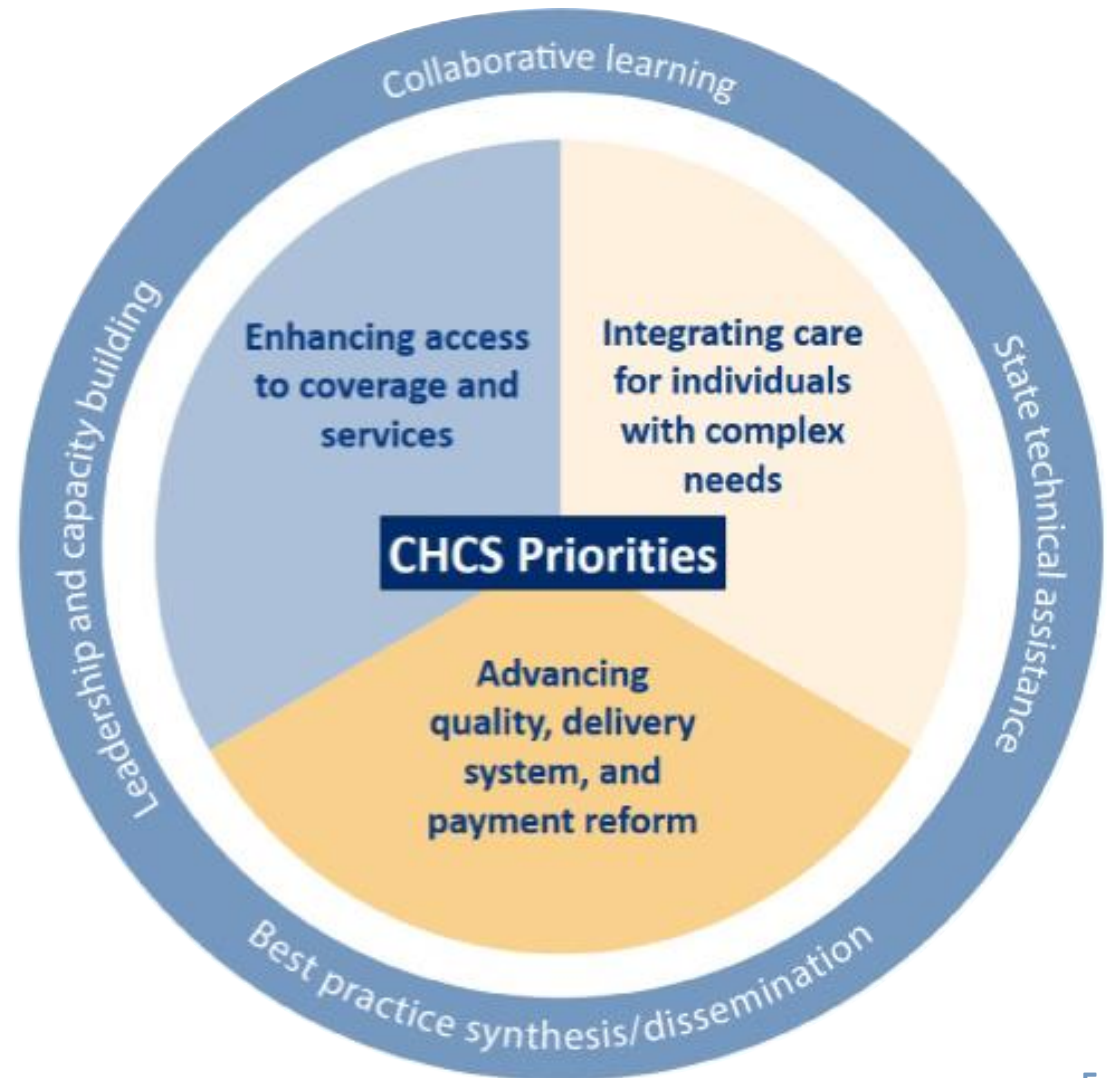 Collaborative learning
Enhancing access
to coverage and
services
Integrating care
for individuals
with complex
needs
CHCS Priorities
Advancing
quality, delivery
system, and
payment reform
Leadership and capacity building
State technical assistance
Best practice synthesis/dissemination